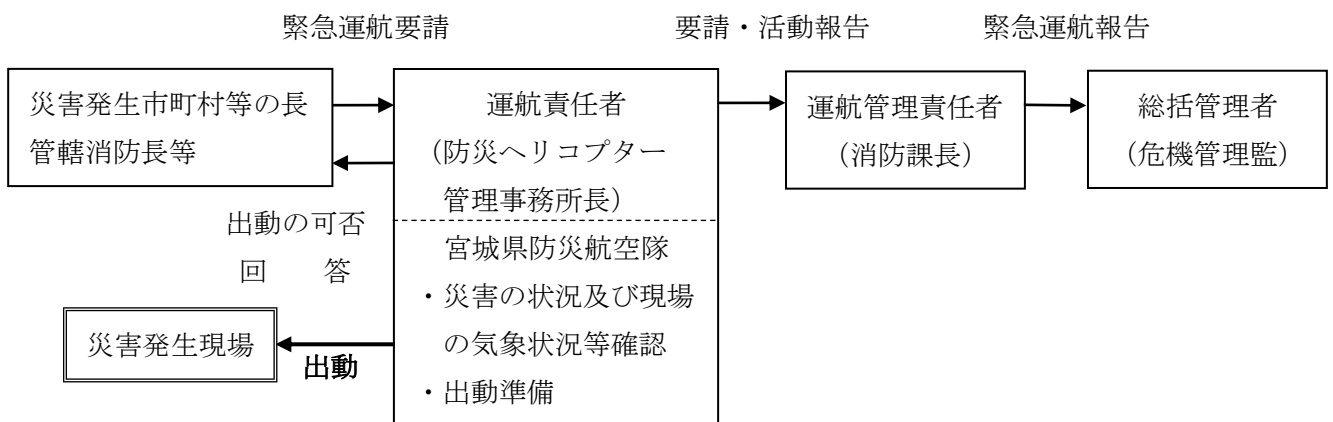 緊急運航要請
要請・活動報告
緊急運航報告
災害発生市町村等の長
管轄消防長等
運航責任者
(防災ヘリコプター
管理事務所長)
宮城県防災航空隊
・災害の状況及び現場
の気象状況等確認
・出動準備
運航管理責任者
(消防課長)
総括管理者
(危機管理監)
出動の可否
回 答
災害発生現場
出動